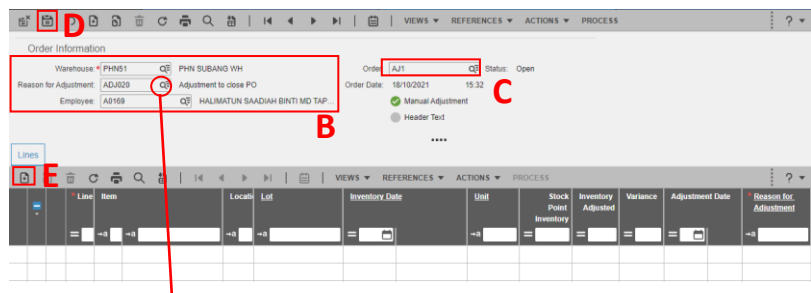 VIEWS REFERENCES ACTIONS PROCESS ?
D
Order Information
Warehouse: * PHN51 PHN SUBANG WH Order: AJ1 Status: Open
Reason for Adjustment: ADJ020 Adjustment to close PO Order Date: 18/10/2021 15:32 C
Employee: A0169 HALIMATUN SAADIAH BINTI MD TAP... Manual Adjustment
B Header Text
Lines
E VIEWS REFERENCES ACTIONS PROCESS ?
* Line Item Locati Lot Inventory Date Unit Stock Point Inventory Inventory Adjusted Variance Adjustment Date * Reason for Adjustment